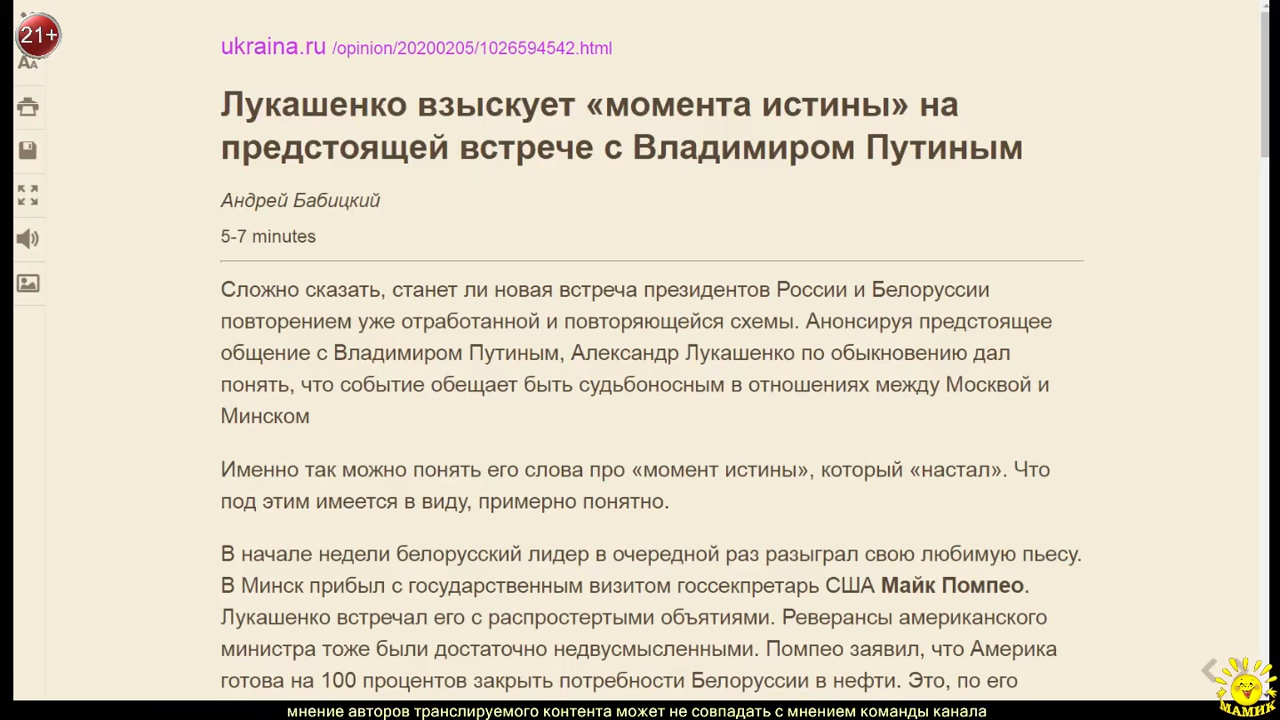 21+
ukraina.ru /opinion/20200205/1026594542.html
Лукашенко взыскует «момента истины» на
предстоящей встрече с Владимиром Путиным
Андрей Бабицкий
5-7 minutes
Сложно сказать, станет ли новая встреча президентов России и Белоруссии
повторением уже отработанной и повторяющейся схемы. Анонсируя предстоящее
общение с Владимиром Путиным, Александр Лукашенко по обыкновению дал
понять, что событие обещает быть судьбоносным в отношениях между Москвой и
Минском
Именно так можно понять его слова про «момент истины», который «настал». Что
под этим имеется в виду, примерно понятно.
В начале недели белорусский лидер в очередной раз разыграл свою любимую пьесу.
В Минск прибыл с государственным визитом госсекретарь США Майк Помпео.
Лукашенко встречал его с распростертыми объятиями. Реверансы американского
министра тоже были достаточно недвусмысленными. Помпео заявил, что Америка
готова на 100 процентов закрыть потребности Белоруссии в нефти. Это, по его
МАМИК
мнение авторов транслируемого контента может не совпадать с мнением команды канала